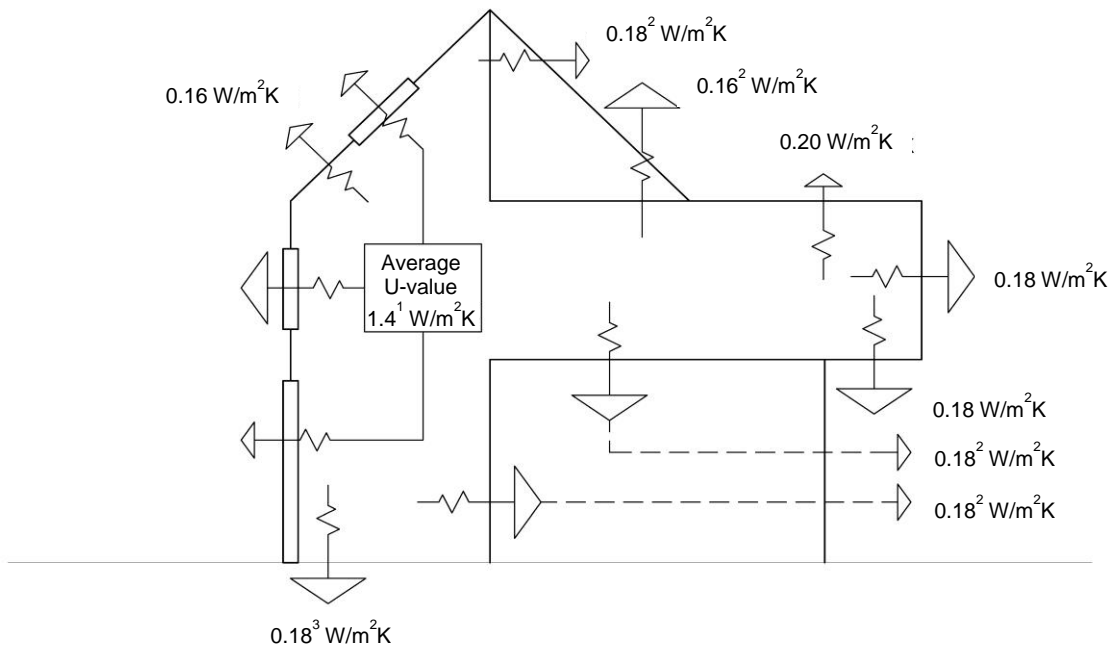 0.18² W/m²K
0.16² W/m²K
0.16 W/m²K
0.20 W/m²K
Average
U-value
1.4¹ W/m²K
0.18 W/m²K
0.18 W/m²K
0.18² W/m²K
0.18² W/m²K
0.18³ W/m²K